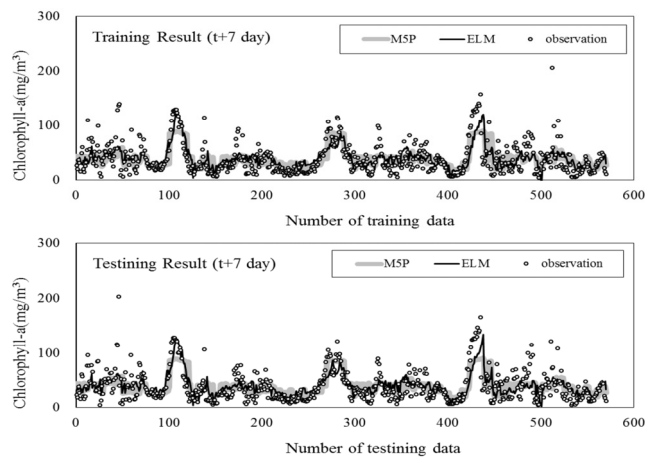 300
Training Result (t+7 day)
M5P
ELM
observation
200
100
0
Chlorophyll-a(mg/m³)
0
100
200
300
400
500
600
Number of training data
300
Testining Result (t+7 day)
M5P
ELM
observation
200
100
0
Chlorophyll-a(mg/m³)
0
100
200
300
400
500
600
Number of testining data